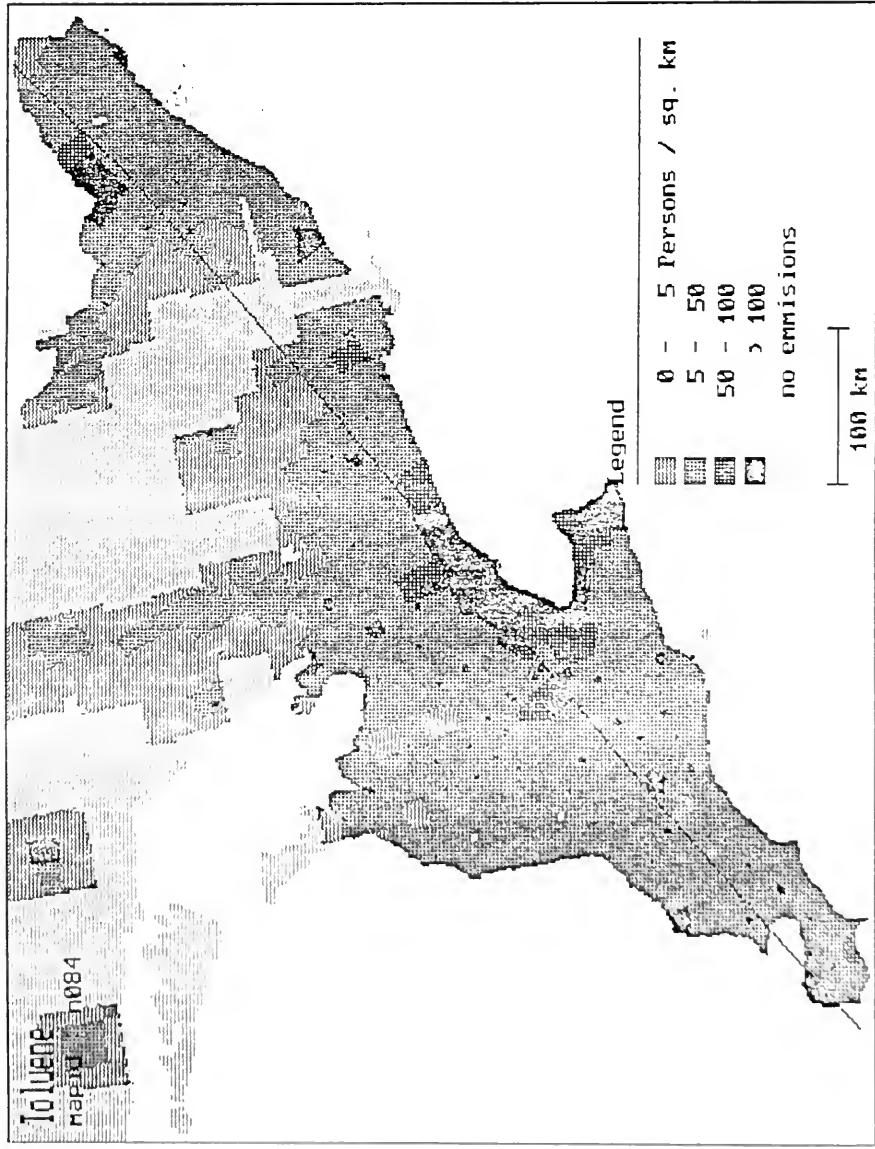 Toluene
mapid n084
Legend
0 - 5 Persons / sq. km
5 - 50
50 - 100
> 100
no emmisions
100 km